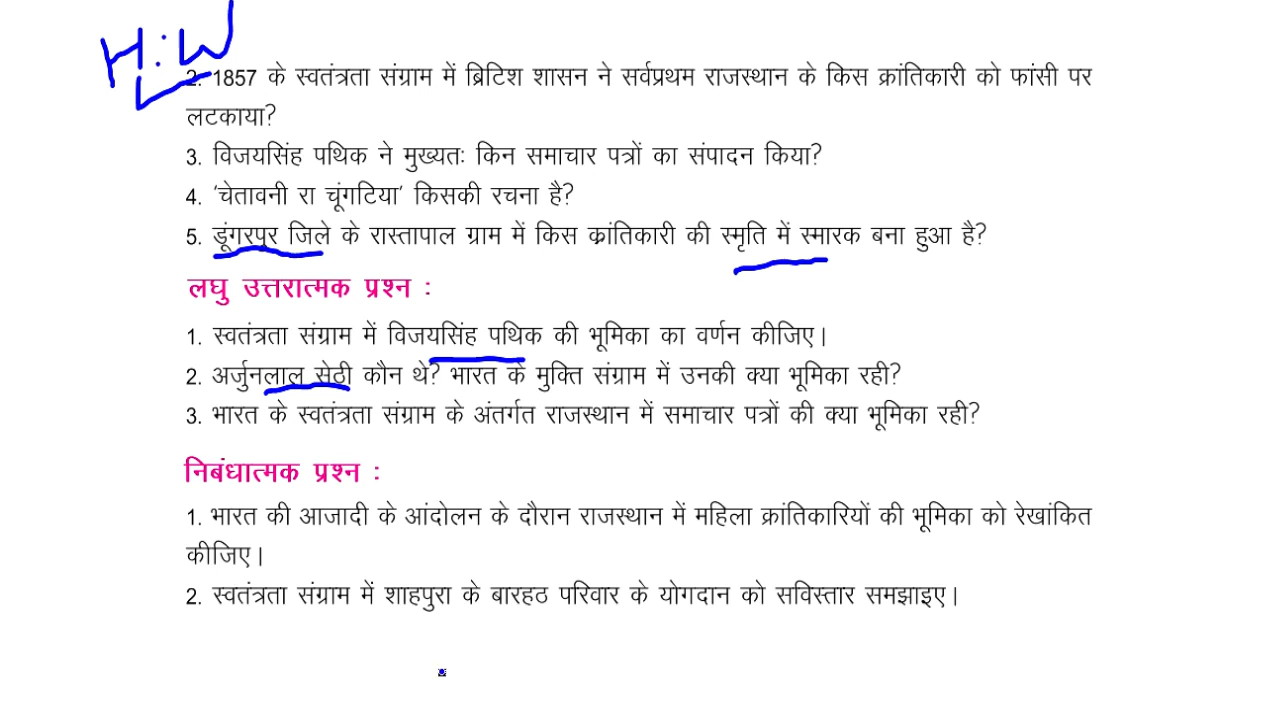 H:W
2. 1857 के स्वतंत्रता संग्राम में ब्रिटिश शासन ने सर्वप्रथम राजस्थान के किस क्रांतिकारी को फांसी पर
लटकाया?
3. विजयसिंह पथिक ने मुख्यतः किन समाचार पत्रों का संपादन किया?
4. 'चेतावनी रा चूंगटिया' किसकी रचना है?
5. डूंगरपुर जिले के रास्तापाल ग्राम में किस क्रांतिकारी की स्मृति में स्मारक बना हुआ है?
लघु उत्तरात्मक प्रश्न :
1. स्वतंत्रता संग्राम में विजयसिंह पथिक की भूमिका का वर्णन कीजिए।
2. अर्जुनलाल सेठी कौन थे? भारत के मुक्ति संग्राम में उनकी क्या भूमिका रही?
3. भारत के स्वतंत्रता संग्राम के अंतर्गत राजस्थान में समाचार पत्रों की क्या भूमिका रही?
निबंधात्मक प्रश्न :
1. भारत की आजादी के आंदोलन के दौरान राजस्थान में महिला क्रांतिकारियों की भूमिका को रेखांकित
कीजिए।
2. स्वतंत्रता संग्राम में शाहपुरा के बारहठ परिवार के योगदान को सविस्तार समझाइए।